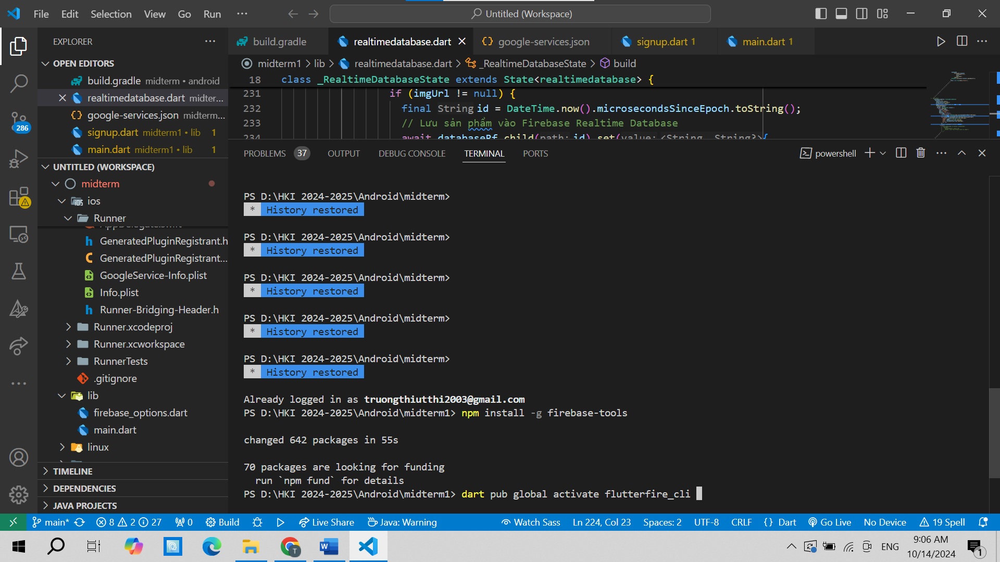 File Edit Selection View Go Run ···
Untitled (Workspace)
EXPLORER
OPEN EDITORS
build.gradle midterm • android
realtimedatabase.dart midter...
google-services.json midterm...
signup.dart midterm1 • lib 1
main.dart midterm1 • lib 1
UNTITLED (WORKSPACE)
midterm
ios
Runner
GeneratedPluginRegistrant.h
GeneratedPluginRegistrant...
GoogleService-Info.plist
Info.plist
Runner-Bridging-Header.h
Runner.xcodeproj
Runner.xcworkspace
RunnerTests
.gitignore
lib
firebase_options.dart
main.dart
linux
TIMELINE
DEPENDENCIES
JAVA PROJECTS
286
build.gradle realtimedatabase.dart google-services.json signup.dart 1 main.dart 1
midterm1 > lib > realtimedatabase.dart > _RealtimeDatabaseState > build
18 class _RealtimeDatabaseState extends State<realtimedatabase> {
231 if (imgUrl != null) {
232 final String id = DateTime.now().microsecondsSinceEpoch.toString();
233 // Lưu sản phẩm vào Firebase Realtime Database
234 await databaseRf.child(path: id).set(value: <String, String?>{
PROBLEMS 37 OUTPUT DEBUG CONSOLE TERMINAL PORTS
powershell
PS D:\HKI 2024-2025\Android\midterm>
* History restored
PS D:\HKI 2024-2025\Android\midterm>
* History restored
PS D:\HKI 2024-2025\Android\midterm>
* History restored
PS D:\HKI 2024-2025\Android\midterm>
* History restored
PS D:\HKI 2024-2025\Android\midterm>
* History restored
Already logged in as truongthiutthi2003@gmail.com
PS D:\HKI 2024-2025\Android\midterm1> npm install -g firebase-tools
changed 642 packages in 55s
70 packages are looking for funding
run `npm fund` for details
PS D:\HKI 2024-2025\Android\midterm1> dart pub global activate flutterfire_cli
main* 8 2 27 0 Build Live Share Java: Warning Watch Sass Ln 224, Col 23 Spaces: 2 UTF-8 CRLF {} Dart Go Live No Device 19 Spell
T
W
ENG
9:06 AM
10/14/2024
1